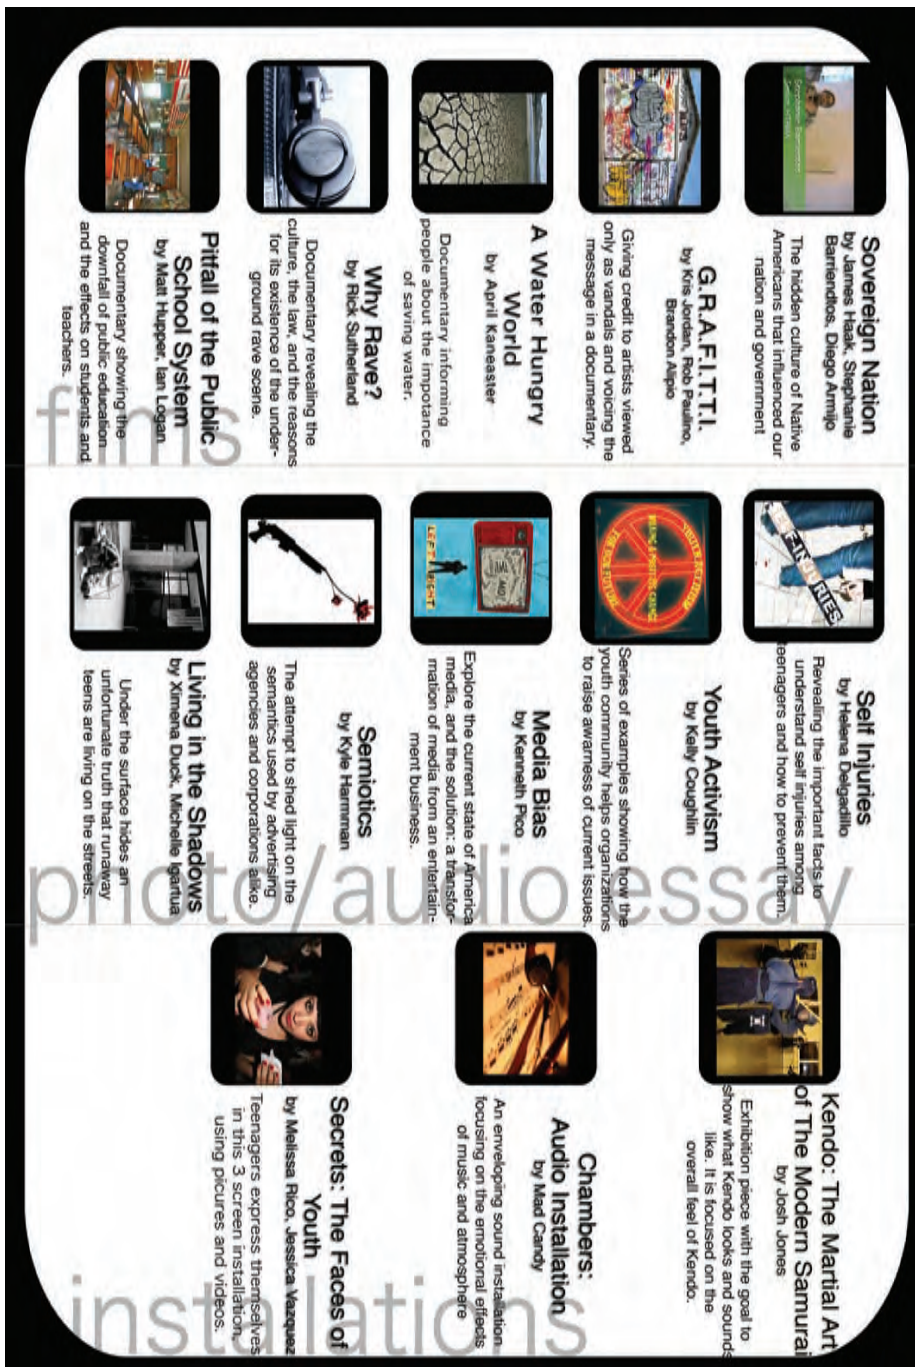 Sovereign Nation
by James Haak, Stephanie
Barriendtos, Diego Armijo
The hidden culture of Native
Americans that influenced our
nation and government
G.R.A.F.I.T.T.I.
by Kris Jordan, Rob Paulino,
Brandon Alipio
Giving credit to artists viewed
only as vandals and voicing the
message in a documentary.
A Water Hungry
World
by April Kaneaster
Documentary informing
people about the impotance
of saving water.
Why Rave?
by Rick Sutherland
Documentary revealing the
culture, the law, and the reasons
for its existence of the under-
ground rave scene.
Pitfall of the Public
School System
by Matt Hupper, Ian Logan
Documentary showing the
downfall of public education
and the effects on students and
teachers.
films
Self Injuries
by Helena Delgadillo
Revealing the important facts to
understand self injuries among
teenagers and how to prevent them.
Youth Activism
by Kelly Coughlin
Series of examples showing how the
youth community helps organizations
to raise awareness of current issues.
YOUTH ACTIVISM
MAKING A POSITIVE CHANGE
FOR OUR FUTURE
Media Bias
by Kenneth Pico
Explore the current state of America
media, and the solution: a transfor-
mation of media from an entertain-
ment business.
LEFT RIGHT
Semiotics
by Kyle Hamman
The attempt to shed light on the
semantics used by advertising
agencies and corporations alike.
Living in the Shadows
by Ximena Duck, Michelle Igartua
Under the surface hides an
unfortunate truth that runaway
teens are living on the streets.
photo/audio essay
Kendo: The Martial Art
of The Modern Samurai
by Josh Jones
Exhibition piece with the goal to
show what Kendo looks and sounds
like. It is focused on the
overall feel of Kendo.
Chambers:
Audio Installation
by Mad Candy
An enveloping sound installation
focusing on the emotional effects
of music and atmosphere
Secrets: The Faces of
Youth
by Melissa Rico, Jessica Vazquez
Teenagers express themselves
in this 3 screen installation,
using picures and videos.
installations